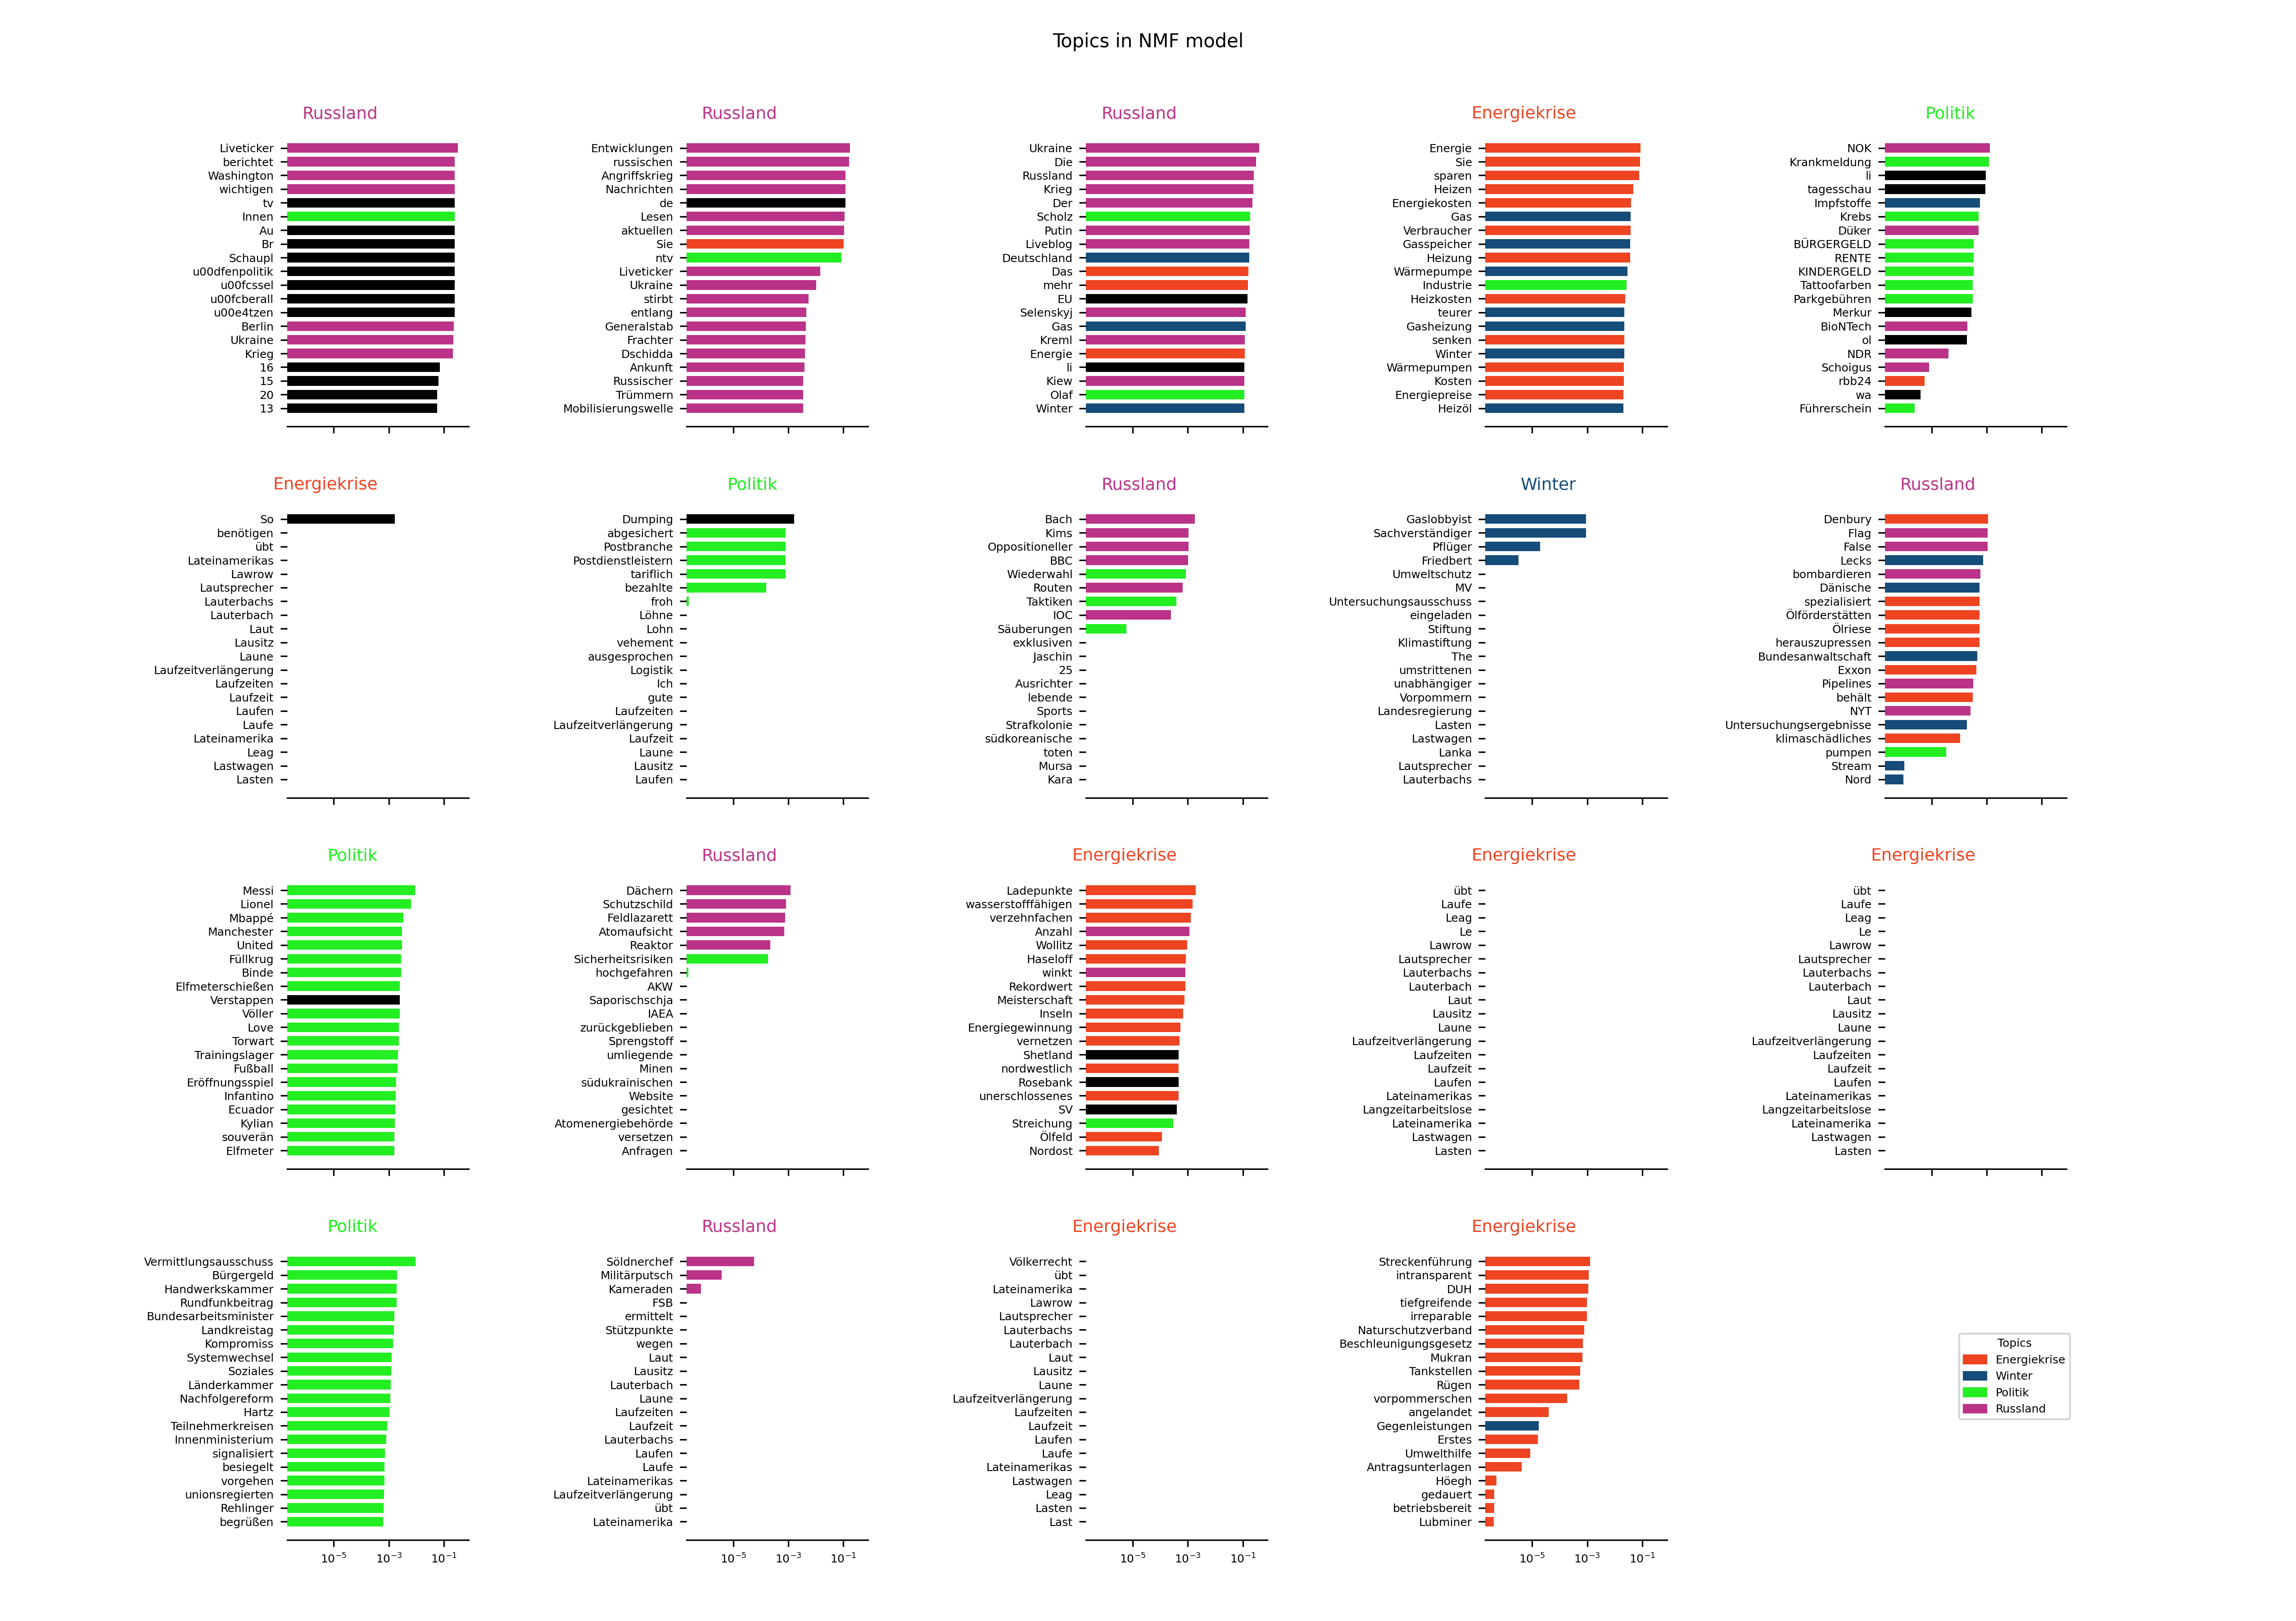 Topics in NMF model
Russland
Liveticker
berichtet
Washington
wichtigen
tv
Innen
Au
Br
Schaupl
u00dfenpolitik
u00fcssel
u00fcberall
u00e4tzen
Berlin
Ukraine
Krieg
16
15
20
13
Russland
Entwicklungen
russischen
Angriffskrieg
Nachrichten
de
Lesen
aktuellen
Sie
ntv
Liveticker
Ukraine
stirbt
entlang
Generalstab
Frachter
Dschidda
Ankunft
Russischer
Trümmern
Mobilisierungswelle
Russland
Ukraine
Die
Russland
Krieg
Der
Scholz
Putin
Liveblog
Deutschland
Das
mehr
EU
Selenskyj
Gas
Kreml
Energie
li
Kiew
Olaf
Winter
Energiekrise
Energie
Sie
sparen
Heizen
Energiekosten
Gas
Verbraucher
Gasspeicher
Heizung
Wärmepumpe
Industrie
Heizkosten
teurer
Gasheizung
senken
Winter
Wärmepumpen
Kosten
Energiepreise
Heizöl
Politik
NOK
Krankmeldung
li
tagesschau
Impfstoffe
Krebs
Düker
BÜRGERGELD
RENTE
KINDERGELD
Tattoofarben
Parkgebühren
Merkur
BioNTech
ol
NDR
Schoigus
rbb24
wa
Führerschein
Energiekrise
So
benötigen
übt
Lateinamerikas
Lawrow
Lautsprecher
Lauterbachs
Lauterbach
Laut
Lausitz
Laune
Laufzeitverlängerung
Laufzeiten
Laufzeit
Laufen
Laufe
Lateinamerika
Leag
Lastwagen
Lasten
Politik
Dumping
abgesichert
Postbranche
Postdienstleistern
tariflich
bezahlte
froh
Löhne
Lohn
vehement
ausgesprochen
Logistik
Ich
gute
Laufzeiten
Laufzeitverlängerung
Laufzeit
Laune
Lausitz
Laufen
Russland
Bach
Kims
Oppositioneller
BBC
Wiederwahl
Routen
Taktiken
IOC
Säuberungen
exklusiven
Jaschin
25
Ausrichter
lebende
Sports
Strafkolonie
südkoreanische
toten
Mursa
Kara
Winter
Gaslobbyist
Sachverständiger
Pflüger
Friedbert
Umweltschutz
MV
Untersuchungsausschuss
eingeladen
Stiftung
Klimastiftung
The
umstrittenen
unabhängiger
Vorpommern
Landesregierung
Lasten
Lastwagen
Lanka
Lautsprecher
Lauterbachs
Russland
Denbury
Flag
False
Lecks
bombardieren
Dänische
spezialisiert
Ölförderstätten
Ölriese
herauszupressen
Bundesanwaltschaft
Exxon
Pipelines
behält
NYT
Untersuchungsergebnisse
klimaschädliches
pumpen
Stream
Nord
Politik
Messi
Lionel
Mbappé
Manchester
United
Füllkrug
Binde
Elfmeterschießen
Verstappen
Völler
Love
Torwart
Trainingslager
Fußball
Eröffnungsspiel
Infantino
Ecuador
Kylian
souverän
Elfmeter
Russland
Dächern
Schutzschild
Feldlazarett
Atomaufsicht
Reaktor
Sicherheitsrisiken
hochgefahren
AKW
Saporischschja
IAEA
zurückgeblieben
Sprengstoff
umliegende
Minen
südukrainischen
Website
gesichtet
Atomenergiebehörde
versetzen
Anfragen
Energiekrise
Ladepunkte
wasserstofffähigen
verzehnfachen
Anzahl
Wollitz
Haseloff
winkt
Rekordwert
Meisterschaft
Inseln
Energiegewinnung
vernetzen
Shetland
nordwestlich
Rosebank
unerschlossenes
SV
Streichung
Ölfeld
Nordost
Energiekrise
übt
Laufe
Leag
Le
Lawrow
Lautsprecher
Lauterbachs
Lauterbach
Laut
Lausitz
Laune
Laufzeitverlängerung
Laufzeiten
Laufzeit
Laufen
Lateinamerikas
Langzeitarbeitslose
Lateinamerika
Lastwagen
Lasten
Energiekrise
übt
Laufe
Leag
Le
Lawrow
Lautsprecher
Lauterbachs
Lauterbach
Laut
Lausitz
Laune
Laufzeitverlängerung
Laufzeiten
Laufzeit
Laufen
Lateinamerikas
Langzeitarbeitslose
Lateinamerika
Lastwagen
Lasten
Politik
Vermittlungsausschuss
Bürgergeld
Handwerkskammer
Rundfunkbeitrag
Bundesarbeitsminister
Landkreistag
Kompromiss
Systemwechsel
Soziales
Länderkammer
Nachfolgereform
Hartz
Teilnehmerkreisen
Innenministerium
signalisiert
besiegelt
vorgehen
unionsregierten
Rehlinger
begrüßen
10⁻⁵ 10⁻³ 10⁻¹
Russland
Söldnerchef
Militärputsch
Kameraden
FSB
ermittelt
Stützpunkte
wegen
Laut
Lausitz
Lauterbach
Laune
Laufzeiten
Laufzeit
Lauterbachs
Laufen
Laufe
Lateinamerikas
Laufzeitverlängerung
übt
Lateinamerika
10⁻⁵ 10⁻³ 10⁻¹
Energiekrise
Völkerrecht
übt
Lateinamerika
Lawrow
Lautsprecher
Lauterbachs
Lauterbach
Laut
Lausitz
Laune
Laufzeitverlängerung
Laufzeiten
Laufzeit
Laufen
Laufe
Lateinamerikas
Lastwagen
Leag
Lasten
Last
10⁻⁵ 10⁻³ 10⁻¹
Energiekrise
Streckenführung
intransparent
DUH
tiefgreifende
irreparable
Naturschutzverband
Beschleunigungsgesetz
Mukran
Tankstellen
Rügen
vorpommerschen
angelandet
Gegenleistungen
Erstes
Umwelthilfe
Antragsunterlagen
Höegh
gedauert
betriebsbereit
Lubminer
10⁻⁵ 10⁻³ 10⁻¹
Topics
Energiekrise
Winter
Politik
Russland